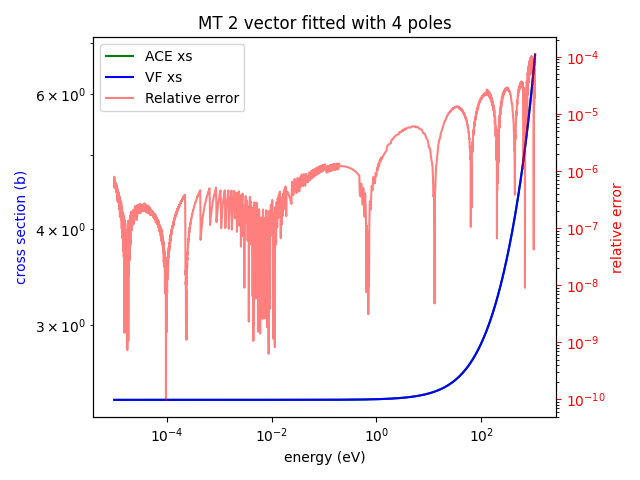 MT 2 vector fitted with 4 poles
ACE xs
VF xs
Relative error
6 × 10⁰
4 × 10⁰
3 × 10⁰
cross section (b)
10⁻⁴
10⁻⁵
10⁻⁶
10⁻⁷
10⁻⁸
10⁻⁹
10⁻¹⁰
relative error
10⁻⁴
10⁻²
10⁰
10²
energy (eV)